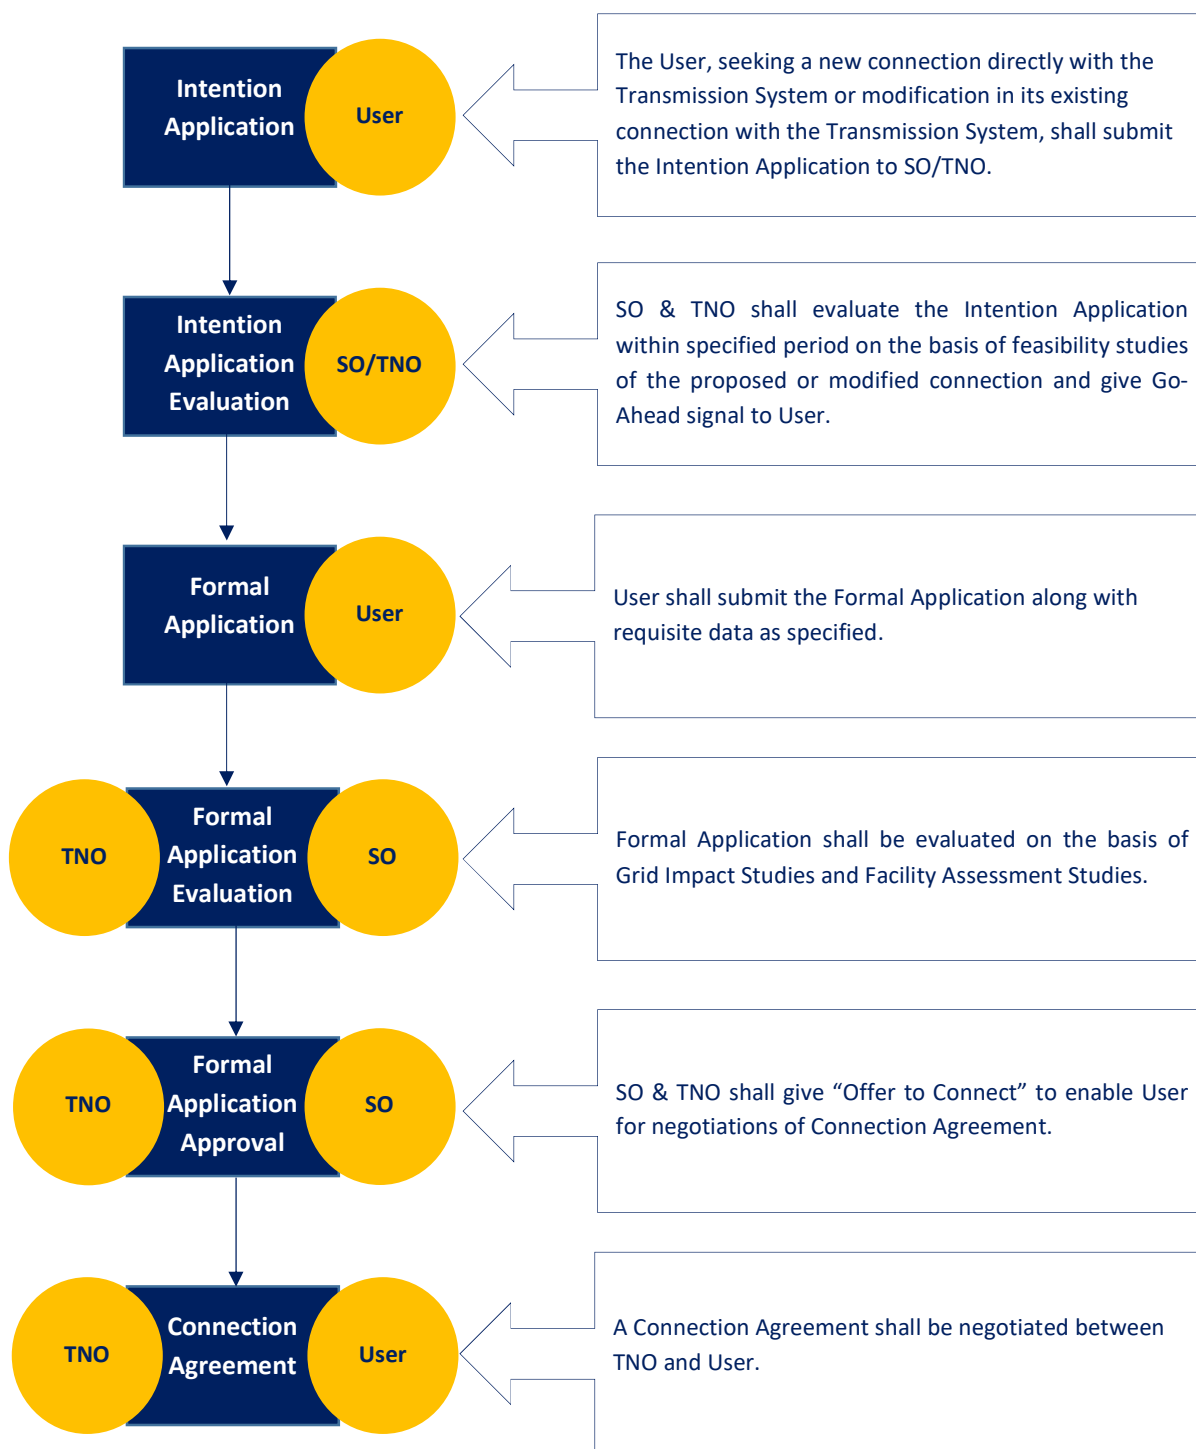 Intention
Application
User
The User, seeking a new connection directly with the
Transmission System or modification in its existing
connection with the Transmission System, shall submit
the Intention Application to SO/TNO.
Intention
Application
Evaluation
SO/TNO
SO & TNO shall evaluate the Intention Application
within specified period on the basis of feasibility studies
of the proposed or modified connection and give Go-
Ahead signal to User.
Formal
Application
User
User shall submit the Formal Application along with
requisite data as specified.
TNO
Formal
Application
Evaluation
SO
Formal Application shall be evaluated on the basis of
Grid Impact Studies and Facility Assessment Studies.
TNO
Formal
Application
Approval
SO
SO & TNO shall give “Offer to Connect” to enable User
for negotiations of Connection Agreement.
TNO
Connection
Agreement
User
A Connection Agreement shall be negotiated between
TNO and User.